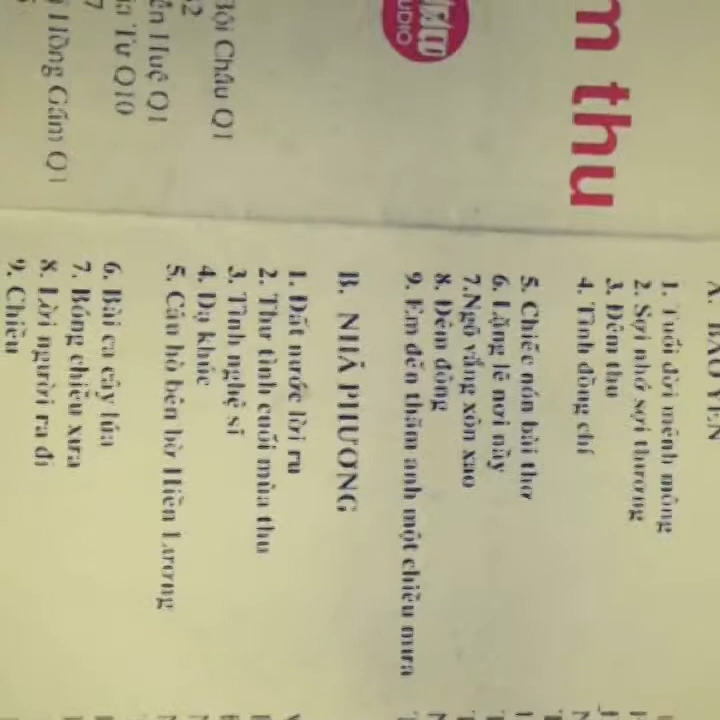 m thu
UDIO
Bội Châu Q1
ễn Huệ Q1
Tư Q10
7
Hồng Gấm Q1
A. BẢO YẾN
1. Tuổi đời mênh mông
2. Sợi nhớ sợi thương
3. Đêm thu
4. Tình đồng chí
5. Chiếc nón bài thơ
6. Lặng lẽ nơi này
7.Ngõ vắng xôn xao
8. Đêm đông
9. Em đến thăm anh một chiều mưa
B. NHÃ PHƯƠNG
1. Đất nước lời ru
2. Thư tình cuối mùa thu
3. Tình nghệ sĩ
4. Dạ khúc
5. Câu hò bên bờ Hiền Lương
6. Bài ca cây lúa
7. Bóng chiều xưa
8. Lời người ra đi
9. Chiều